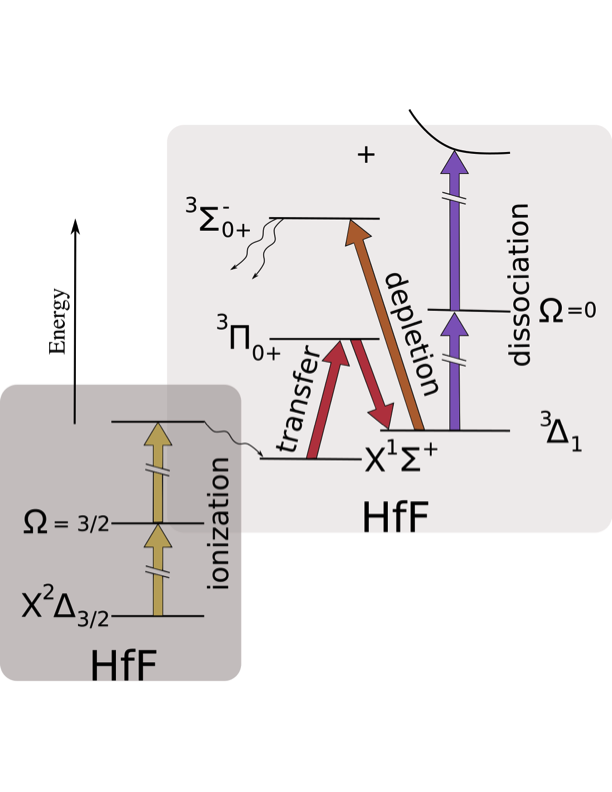 +
³Σ⁻₀₊
Ω=0
³Π₀₊
Energy
transfer
depletion
dissociation
³Δ₁
X¹Σ⁺
HfF
ionization
Ω = 3/2
X²Δ₃/₂
HfF